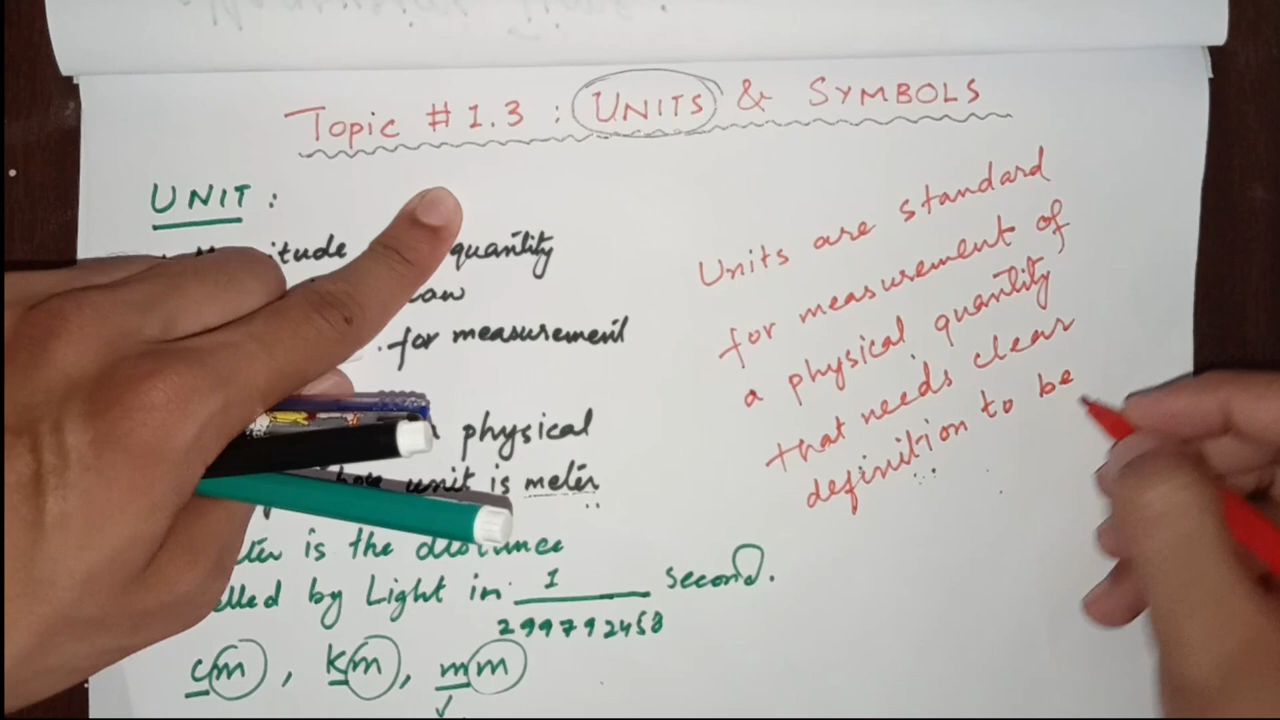 Topic # 1.3 : UNITS & SYMBOLS
UNIT :
quantity
for measurement
physical
unit is meter
is the distance
by Light in 1/299792458 second.
cm, km, mm
Units are standard
for measurement of
a physical quantity
that needs clear
definition to be